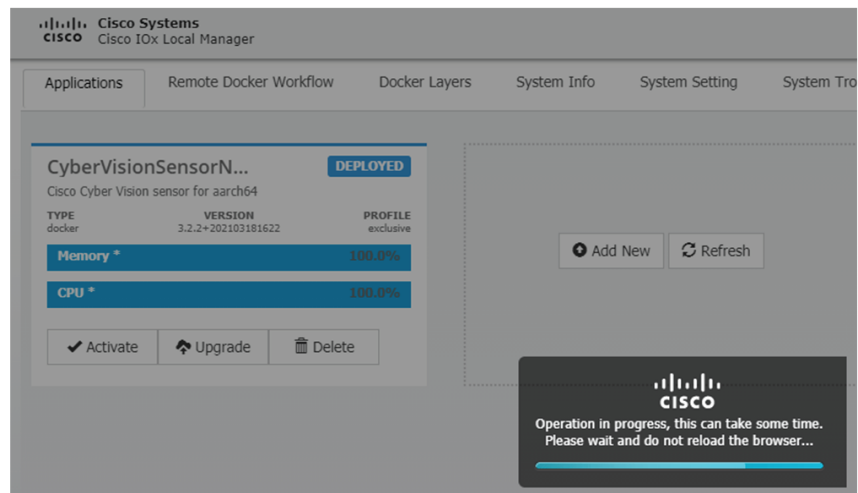 Cisco Systems
CISCO Cisco IOx Local Manager
Applications Remote Docker Workflow Docker Layers System Info System Setting System Tro
CyberVisionSensorN... DEPLOYED
Cisco Cyber Vision sensor for aarch64
TYPE VERSION PROFILE
docker 3.2.2+202103181622 exclusive
Memory * 100.0%
CPU * 100.0%
Add New Refresh
Activate Upgrade Delete
CISCO
Operation in progress, this can take some time.
Please wait and do not reload the browser...